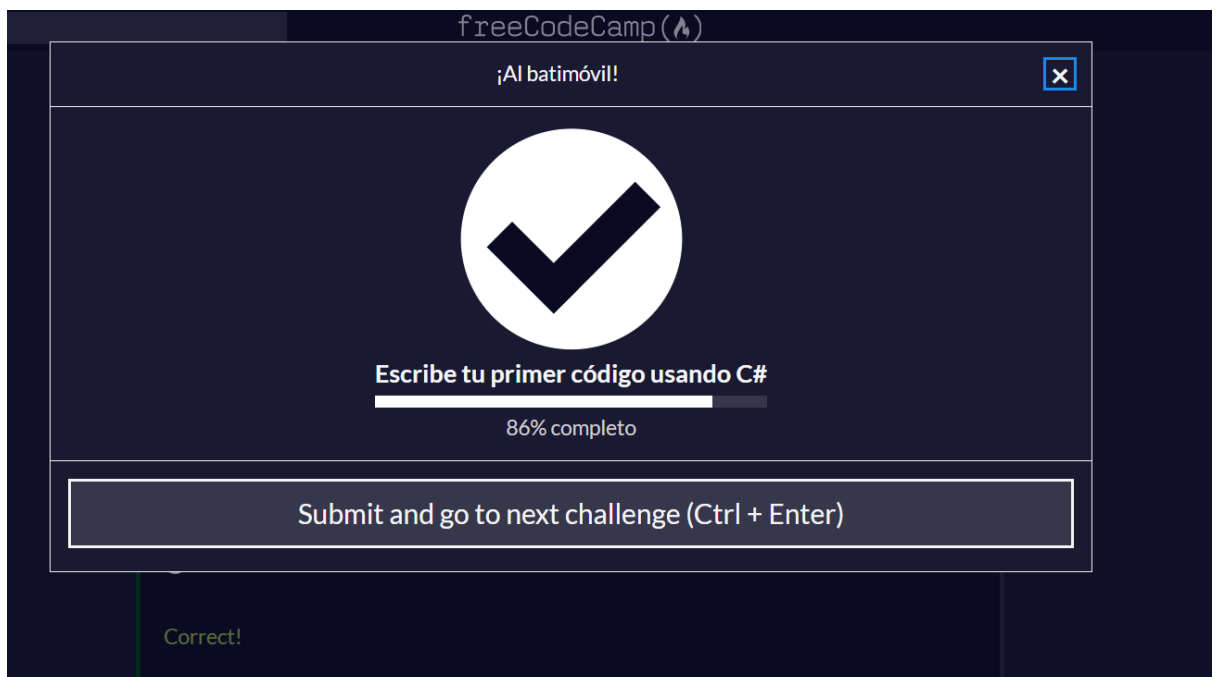 freeCodeCamp(🔥)
¡Al batimóvil!
×
Escribe tu primer código usando C#
86% completo
Submit and go to next challenge (Ctrl + Enter)
Correct!